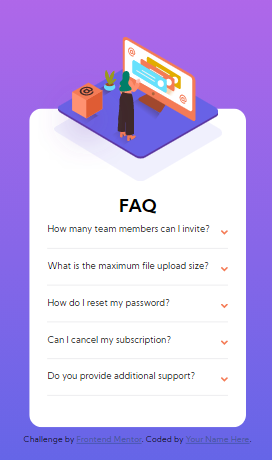 FAQ
How many team members can I invite?
What is the maximum file upload size?
How do I reset my password?
Can I cancel my subscription?
Do you provide additional support?
Challenge by Frontend Mentor. Coded by Your Name Here.